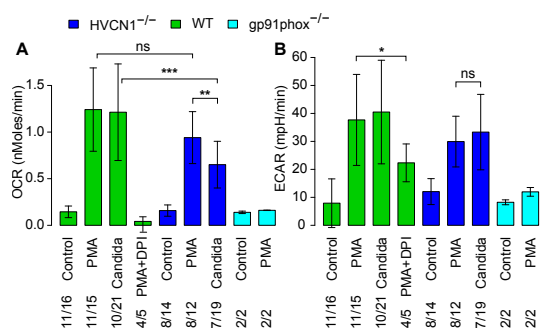 HVCN1−/− WT gp91phox−/−
A
ns
***
**
OCR (nMoles/min)
1.5
1.0
0.5
0.0
Control
PMA
Candida
PMA+DPI
Control
PMA
Candida
Control
PMA
11/16
11/15
10/21
4/5
8/14
8/12
7/19
2/2
2/2
B
*
ns
ECAR (mpH/min)
60
50
40
30
20
10
0
Control
PMA
Candida
PMA+DPI
Control
PMA
Candida
Control
PMA
11/16
11/15
10/21
4/5
8/14
8/12
7/19
2/2
2/2